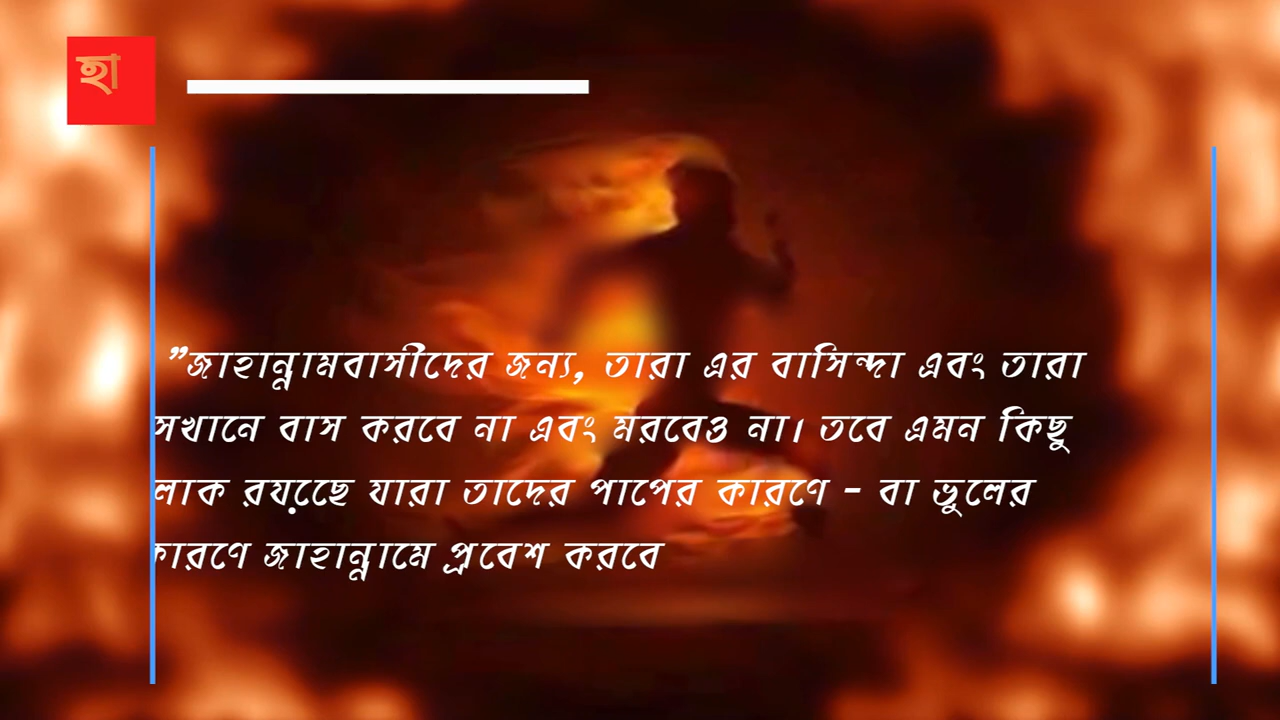 হা
”জাহান্নামবাসীদের জন্য, তারা এর বাসিন্দা এবং তারা
সখানে বাস করবে না এবং মরবেও না। তবে এমন কিছু
লাক রয়েছে যারা তাদের পাপের কারণে - বা ভুলের
কারণে জাহান্নামে প্রবেশ করবে